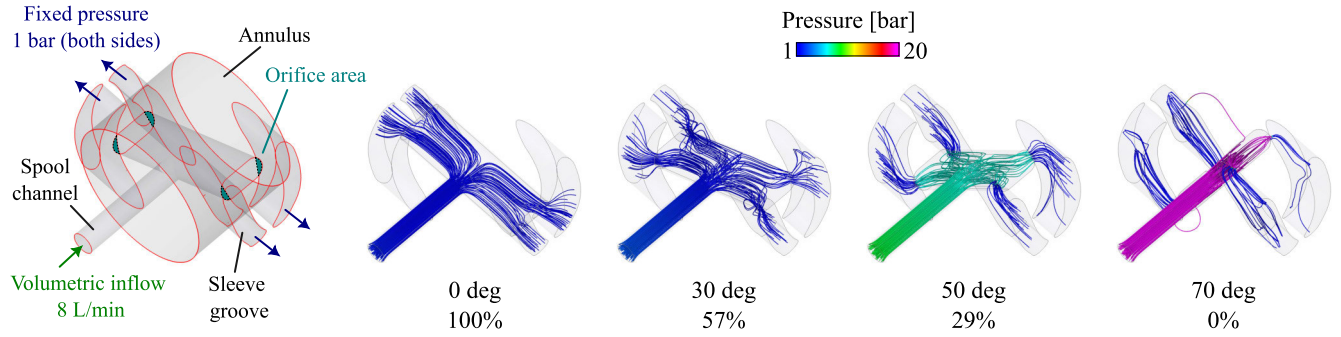 Fixed pressure
1 bar (both sides)
Annulus
Orifice area
Spool
channel
Volumetric inflow
8 L/min
Sleeve
groove
Pressure [bar]
1 20
0 deg
100%
30 deg
57%
50 deg
29%
70 deg
0%